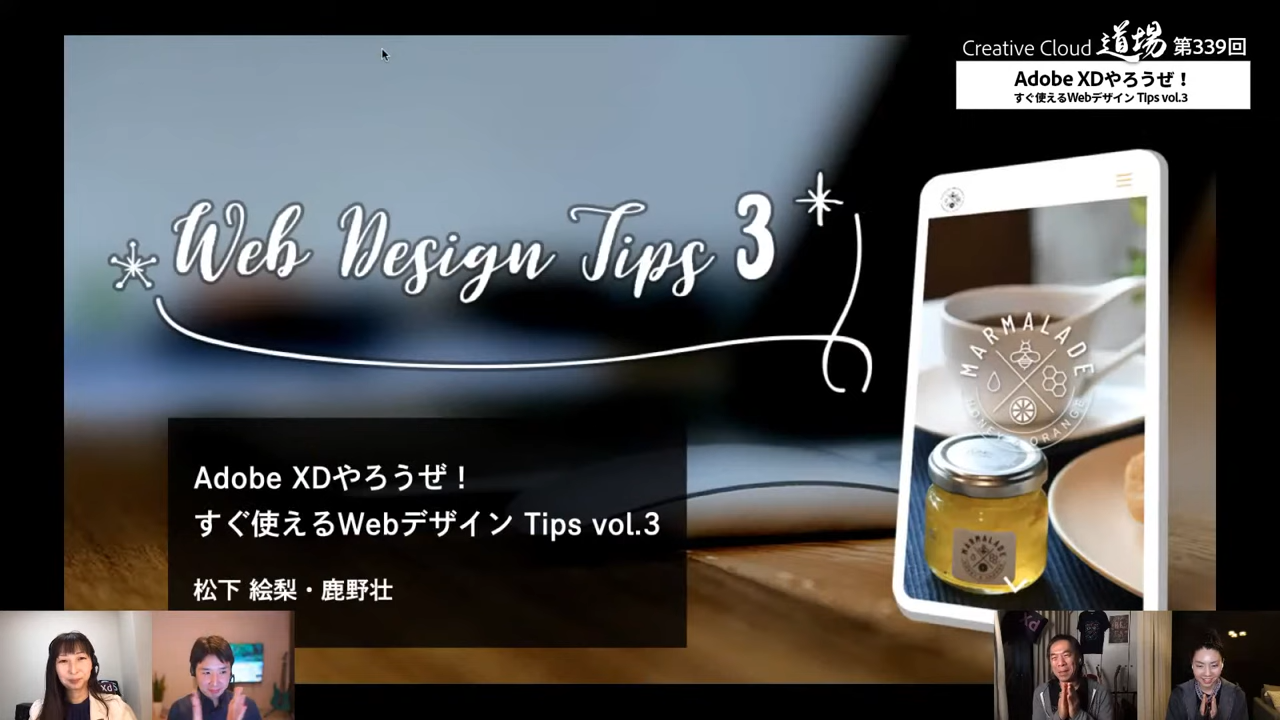 Creative Cloud 道場 第339回
Adobe XDやろうぜ！
すぐ使えるWebデザイン Tips vol.3
Web Design Tips 3
MARMALADE
HONEY & ORANGE
MARMALADE
Adobe XDやろうぜ！
すぐ使えるWebデザイン Tips vol.3
松下 絵梨・鹿野壮